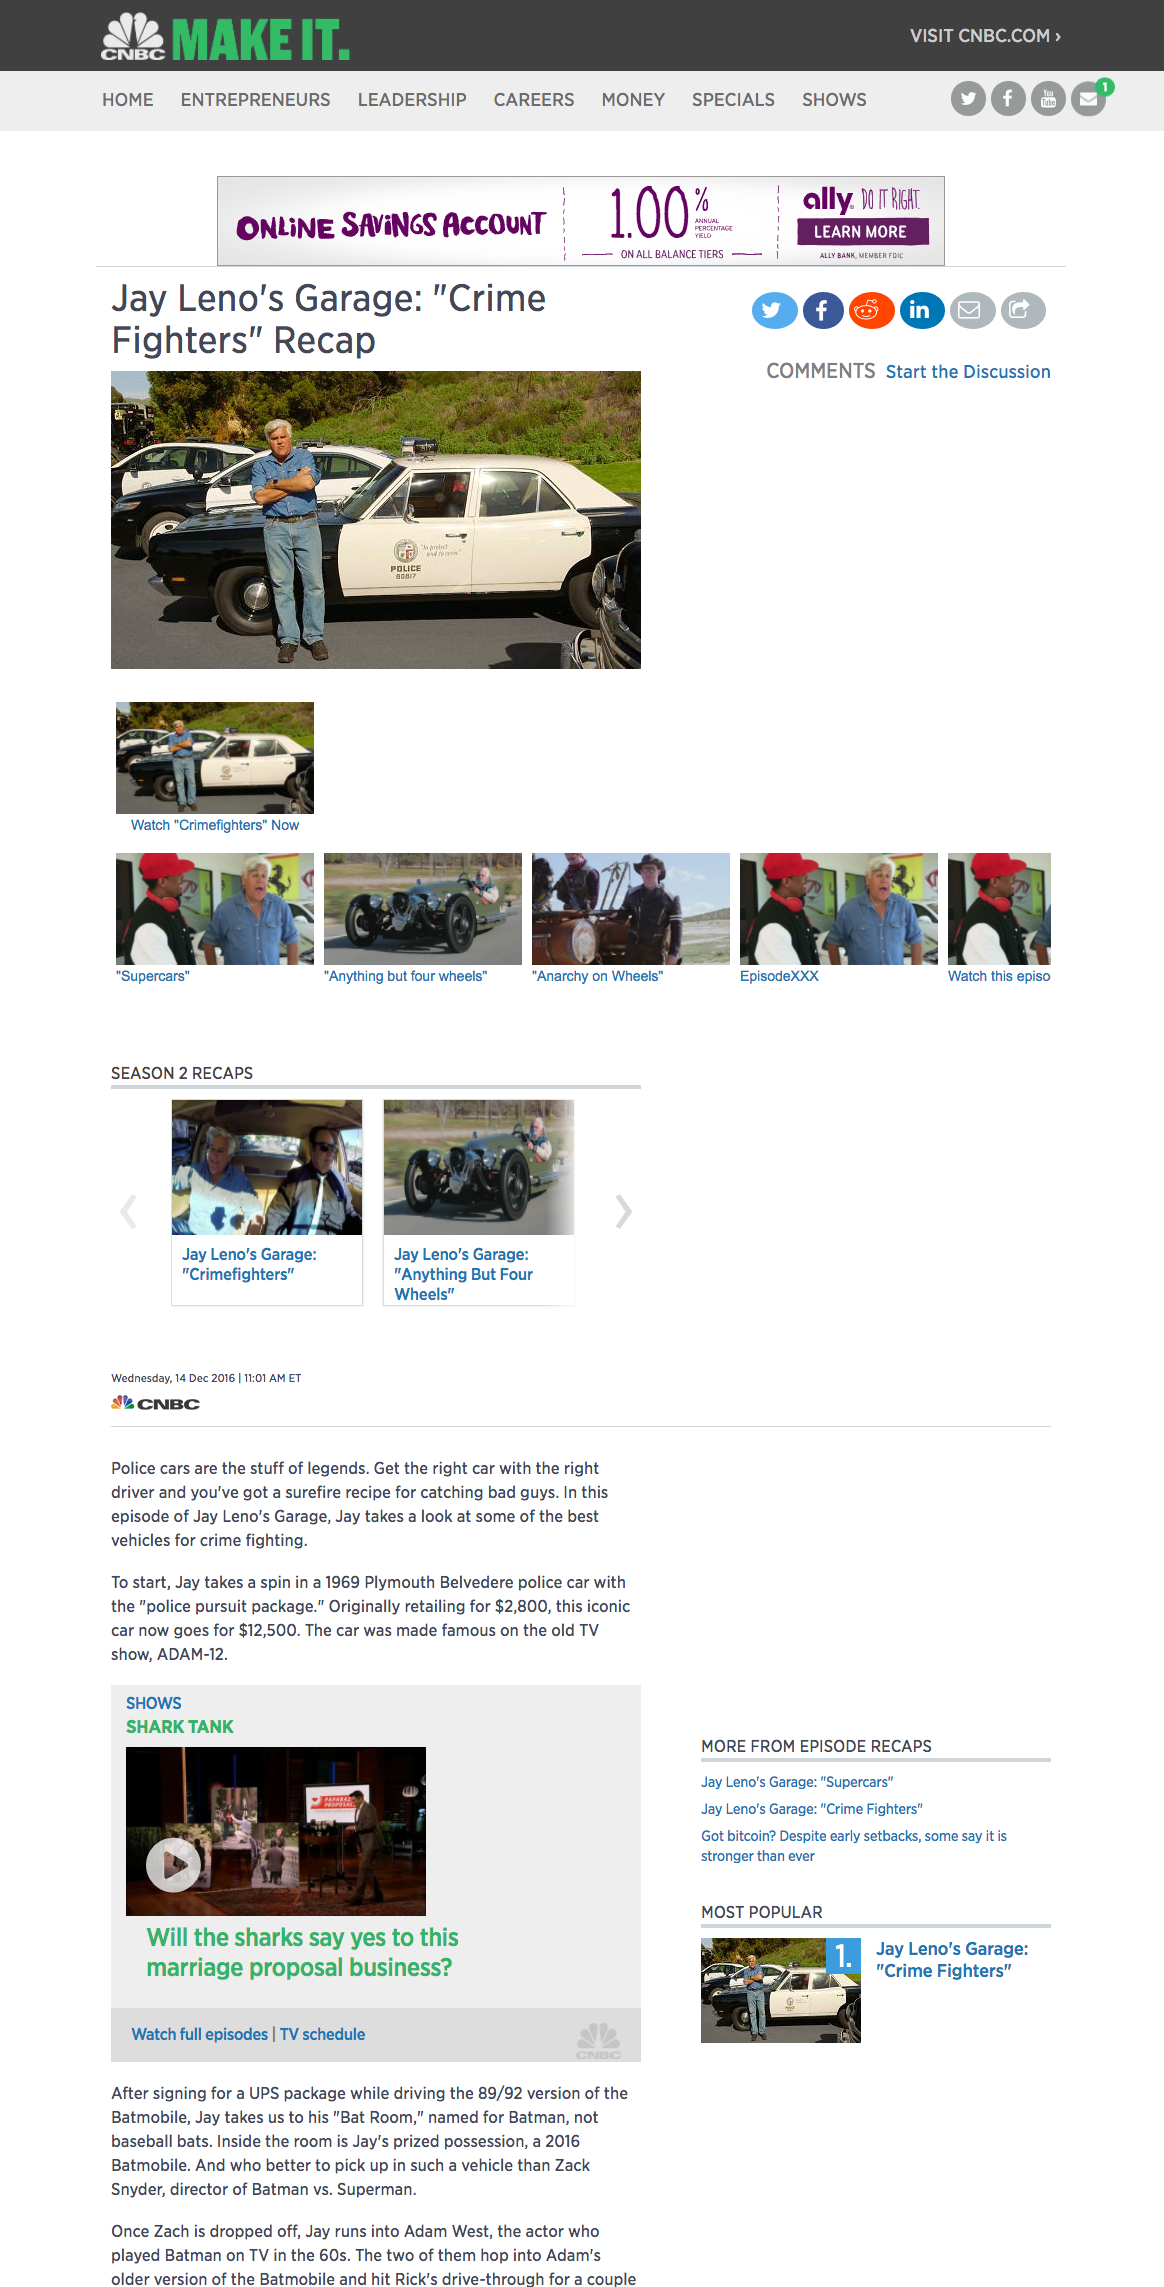 CNBC MAKE IT.
VISIT CNBC.COM ›
HOME ENTREPRENEURS LEADERSHIP CAREERS MONEY SPECIALS SHOWS
You Tube
1
ONLINE SAVINGS ACCOUNT
1.00%
ANNUAL
PERCENTAGE
YIELD
ON ALL BALANCE TIERS
ally DO IT RIGHT.
LEARN MORE
ALLY BANK, MEMBER FDIC
Jay Leno's Garage: "Crime
Fighters" Recap
in
COMMENTS Start the Discussion
"To protect
and to serve."
POLICE
80817
Watch "Crimefighters" Now
"Supercars"
"Anything but four wheels"
"Anarchy on Wheels"
EpisodeXXX
Watch this episo
SEASON 2 RECAPS
Jay Leno's Garage:
"Crimefighters"
Jay Leno's Garage:
"Anything But Four
Wheels"
Wednesday, 14 Dec 2016 | 11:01 AM ET
CNBC
Police cars are the stuff of legends. Get the right car with the right
driver and you've got a surefire recipe for catching bad guys. In this
episode of Jay Leno's Garage, Jay takes a look at some of the best
vehicles for crime fighting.
To start, Jay takes a spin in a 1969 Plymouth Belvedere police car with
the "police pursuit package." Originally retailing for $2,800, this iconic
car now goes for $12,500. The car was made famous on the old TV
show, ADAM-12.
SHOWS
SHARK TANK
PAPARAZZI
PROPOSALS
Will the sharks say yes to this
marriage proposal business?
Watch full episodes | TV schedule
CNBC
MORE FROM EPISODE RECAPS
Jay Leno's Garage: "Supercars"
Jay Leno's Garage: "Crime Fighters"
Got bitcoin? Despite early setbacks, some say it is
stronger than ever
MOST POPULAR
1.
Jay Leno's Garage:
"Crime Fighters"
After signing for a UPS package while driving the 89/92 version of the
Batmobile, Jay takes us to his "Bat Room," named for Batman, not
baseball bats. Inside the room is Jay's prized possession, a 2016
Batmobile. And who better to pick up in such a vehicle than Zack
Snyder, director of Batman vs. Superman.
Once Zach is dropped off, Jay runs into Adam West, the actor who
played Batman on TV in the 60s. The two of them hop into Adam's
older version of the Batmobile and hit Rick's drive-through for a couple